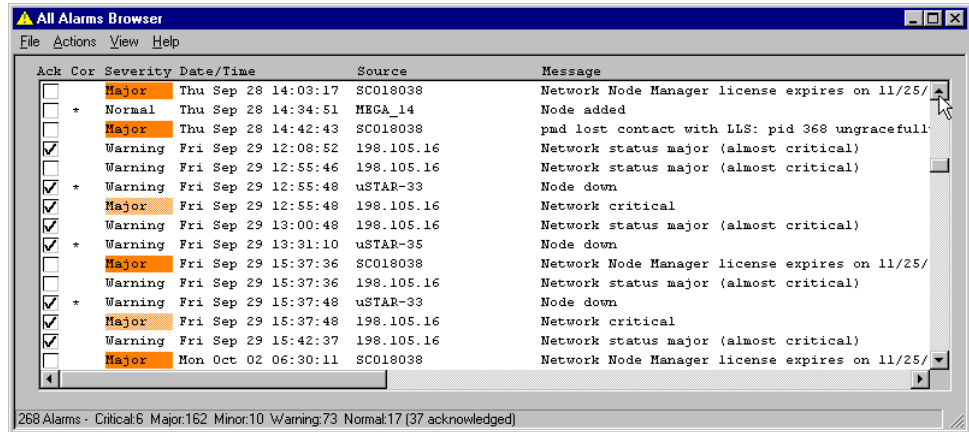 All Alarms Browser
File Actions View Help
Ack Cor Severity Date/Time Source Message
Major Thu Sep 28 14:03:17 SC018038 Network Node Manager license expires on 11/25/
* Normal Thu Sep 28 14:34:51 MEGA_14 Node added
Major Thu Sep 28 14:42:43 SC018038 pmd lost contact with LLS: pid 368 ungracefull
Warning Fri Sep 29 12:08:52 198.105.16 Network status major (almost critical)
Warning Fri Sep 29 12:55:46 198.105.16 Network status major (almost critical)
* Warning Fri Sep 29 12:55:48 uSTAR-33 Node down
Major Fri Sep 29 12:55:48 198.105.16 Network critical
Warning Fri Sep 29 13:00:48 198.105.16 Network status major (almost critical)
* Warning Fri Sep 29 13:31:10 uSTAR-35 Node down
Major Fri Sep 29 15:37:36 SC018038 Network Node Manager license expires on 11/25/
Warning Fri Sep 29 15:37:36 198.105.16 Network status major (almost critical)
* Warning Fri Sep 29 15:37:48 uSTAR-33 Node down
Major Fri Sep 29 15:37:48 198.105.16 Network critical
Warning Fri Sep 29 15:42:37 198.105.16 Network status major (almost critical)
Major Mon Oct 02 06:30:11 SC018038 Network Node Manager license expires on 11/25/
268 Alarms - Critical:6 Major:162 Minor:10 Warning:73 Normal:17 (37 acknowledged)